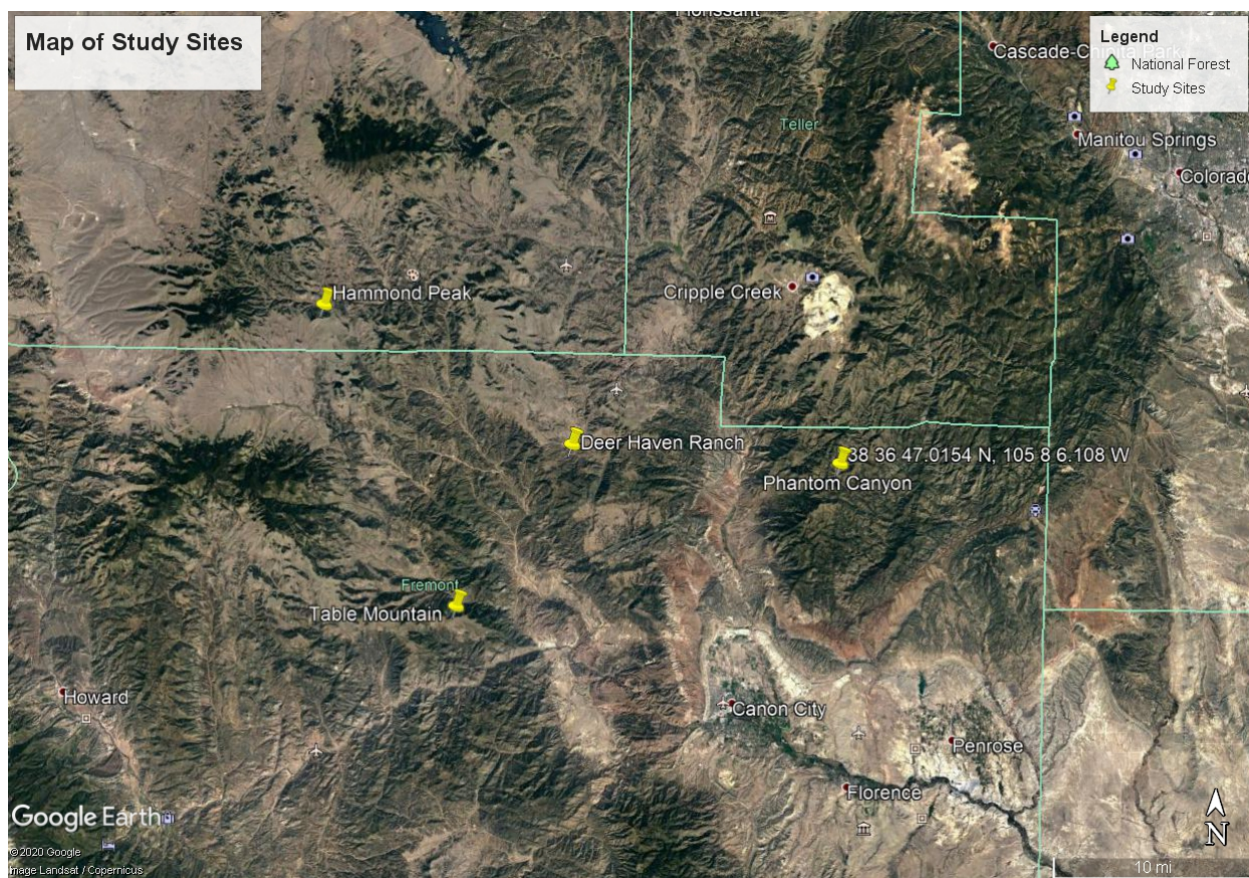 Map of Study Sites
Florissant
Legend
National Forest
Study Sites
Cascade-Chipita Park
Teller
Manitou Springs
Colorado
Hammond Peak
Cripple Creek
Deer Haven Ranch
38 36 47.0154 N, 105 8 6.108 W
Phantom Canyon
Fremont
Table Mountain
Howard
Canon City
Penrose
Florence
Google Earth
©2020 Google
Image Landsat / Copernicus
N
10 mi